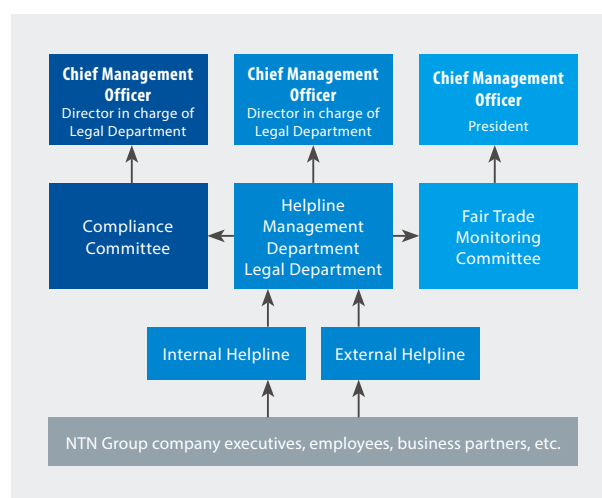 Chief Management
Officer
Director in charge of
Legal Department
Chief Management
Officer
Director in charge of
Legal Department
Chief Management
Officer
President
Compliance
Committee
Helpline
Management
Department
Legal Department
Fair Trade
Monitoring
Committee
Internal Helpline
External Helpline
NTN Group company executives, employees, business partners, etc.